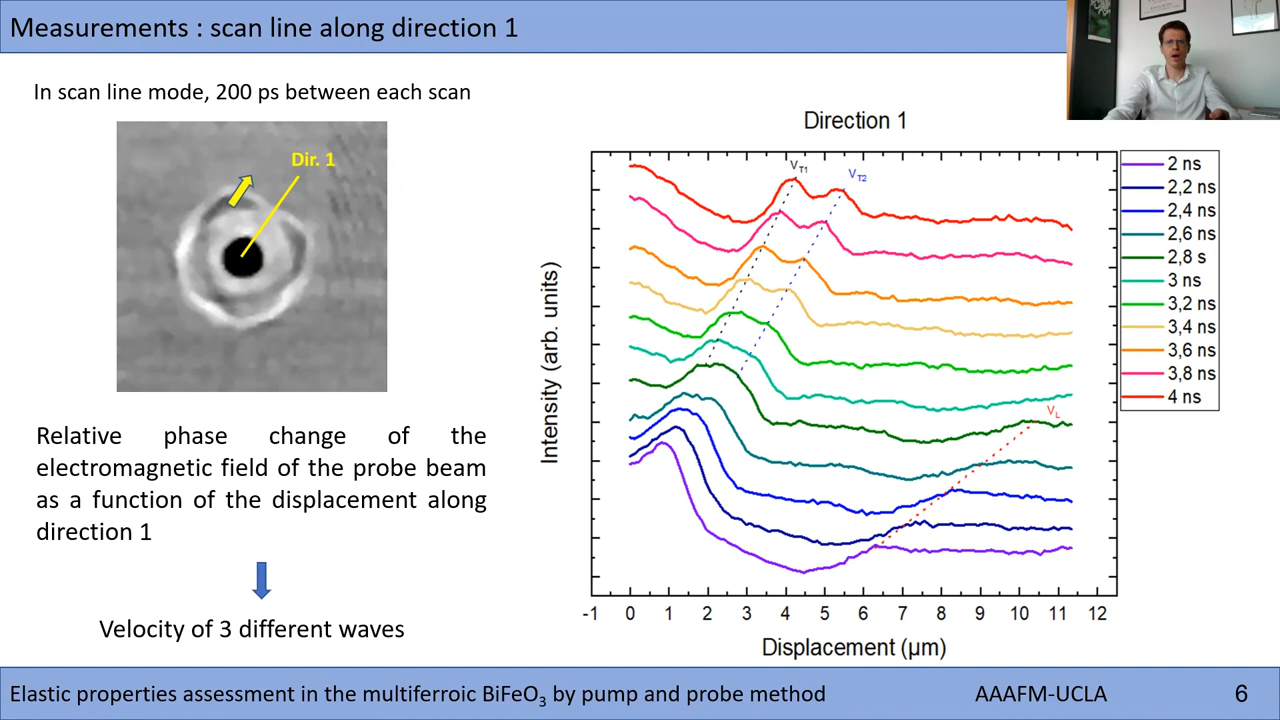 Measurements : scan line along direction 1
In scan line mode, 200 ps between each scan
Dir. 1
Relative phase change of the
electromagnetic field of the probe beam
as a function of the displacement along
direction 1
Velocity of 3 different waves
Direction 1
V_T1
V_T2
V_L
Intensity (arb. units)
-1 0 1 2 3 4 5 6 7 8 9 10 11 12
Displacement (µm)
2 ns
2,2 ns
2,4 ns
2,6 ns
2,8 s
3 ns
3,2 ns
3,4 ns
3,6 ns
3,8 ns
4 ns
Elastic properties assessment in the multiferroic BiFeO₃ by pump and probe method
AAAFM-UCLA
6